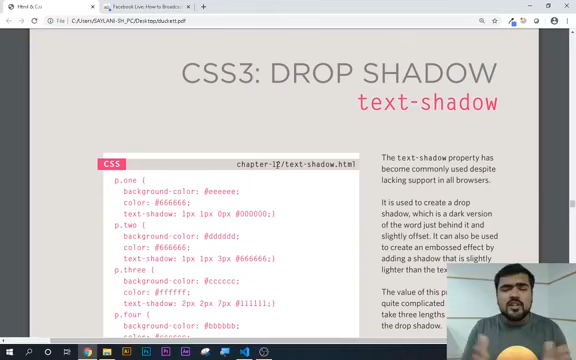 Html & Css
Facebook Live: How to Broadcas
File
C:/Users/SAYLANI-SH_PC/Desktop/duckett.pdf
CSS3: DROP SHADOW
text-shadow
CSS
chapter-12/text-shadow.html
p.one {
background-color: #eeeeee;
color: #666666;
text-shadow: 1px 1px 0px #000000;}
p.two {
background-color: #dddddd;
color: #666666;
text-shadow: 1px 1px 3px #666666;}
p.three {
background-color: #cccccc;
color: #ffffff;
text-shadow: 2px 2px 7px #111111;}
p.four {
background-color: #bbbbbb;
The text-shadow property has
become commonly used despite
lacking support in all browsers.
It is used to create a drop
shadow, which is a dark version
of the word just behind it and
slightly offset. It can also be used
to create an embossed effect by
adding a shadow that is slightly
lighter than the tex
The value of this p
quite complicated
take three lengths
the drop shadow.